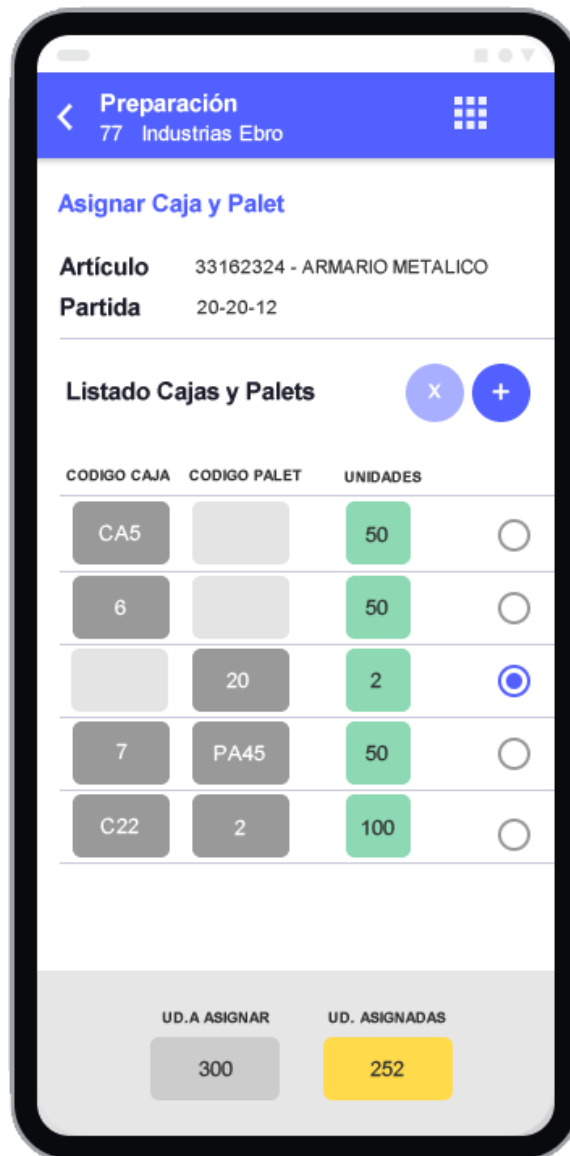 Preparación
77 Industrias Ebro
Asignar Caja y Palet
Artículo 33162324 - ARMARIO METALICO
Partida 20-20-12
Listado Cajas y Palets x +
CODIGO CAJA CODIGO PALET UNIDADES
CA5 50
6 50
20 2
7 PA45 50
C22 2 100
UD.A ASIGNAR UD. ASIGNADAS
300 252